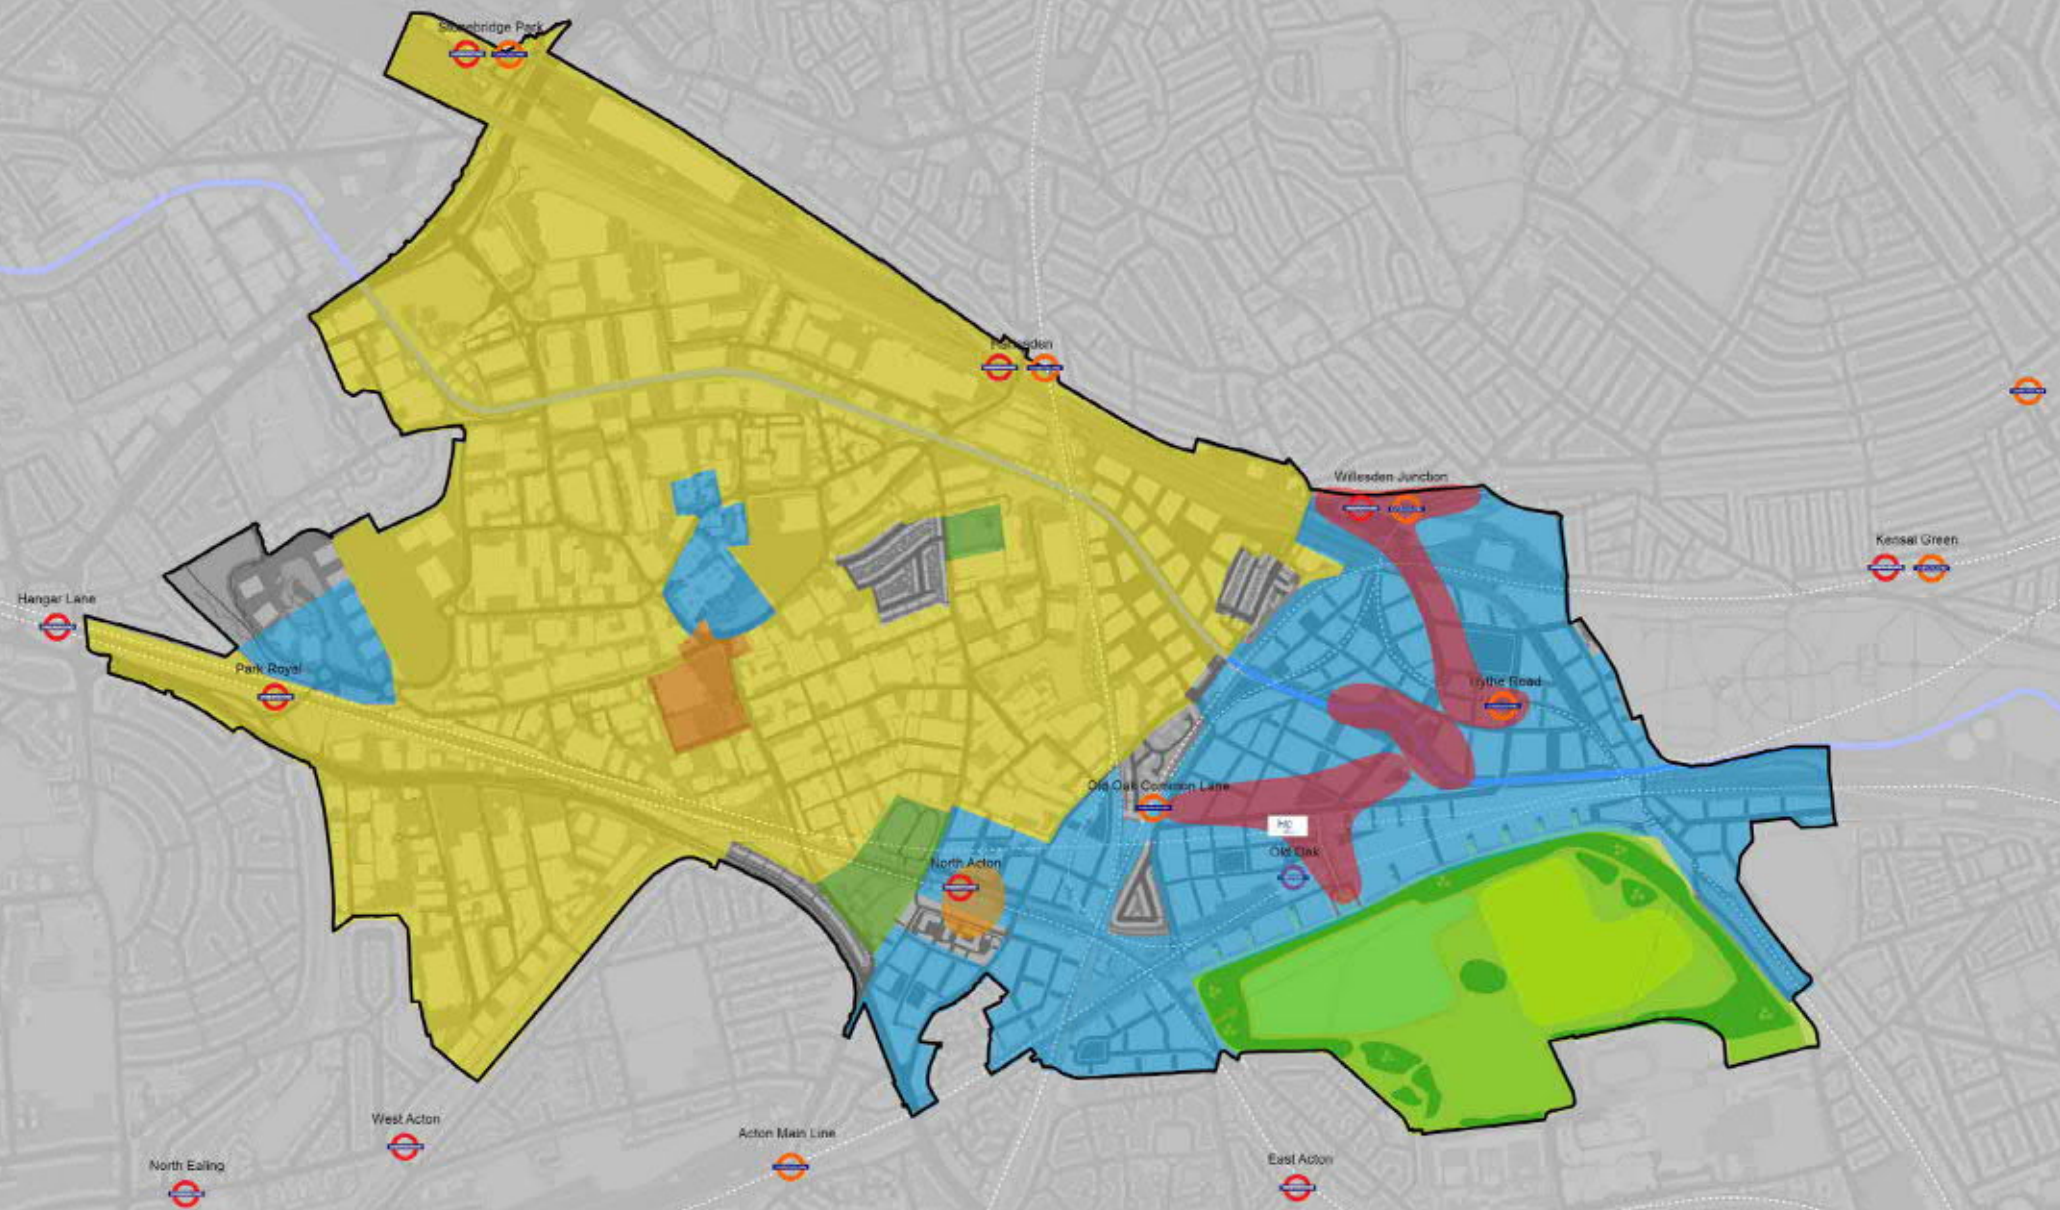 Stonebridge Park
Harlesden
Willesden Junction
Kensal Green
Hangar Lane
Park Royal
Hythe Road
Old Oak Common Lane
North Acton
Old Oak
West Acton
Acton Main Line
North Ealing
East Acton